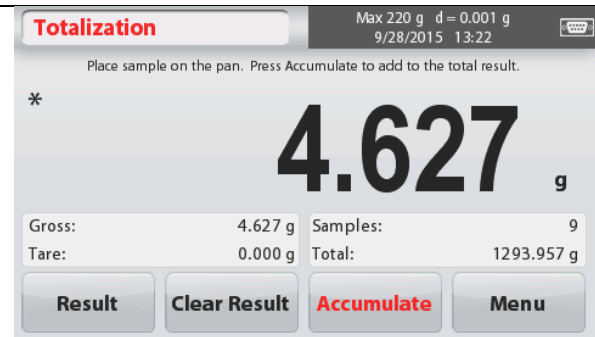 Totalization
Max 220 g d = 0.001 g
9/28/2015 13:22
Place sample on the pan. Press Accumulate to add to the total result.
*
4.627 g
Gross: 4.627 g Samples: 9
Tare: 0.000 g Total: 1293.957 g
Result Clear Result Accumulate Menu